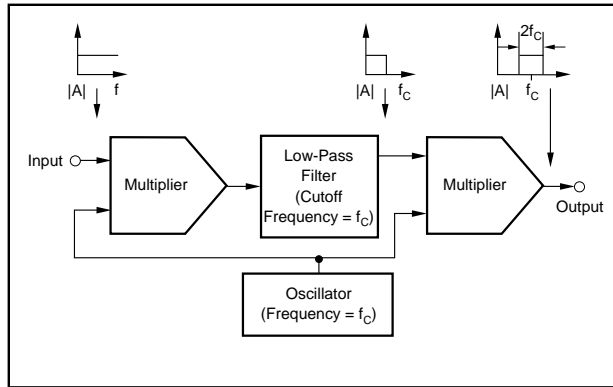 2f_C
|A| f
|A| f_C
|A| f_C
Input
Multiplier
Low-Pass
Filter
(Cutoff
Frequency = f_C)
Multiplier
Output
Oscillator
(Frequency = f_C)